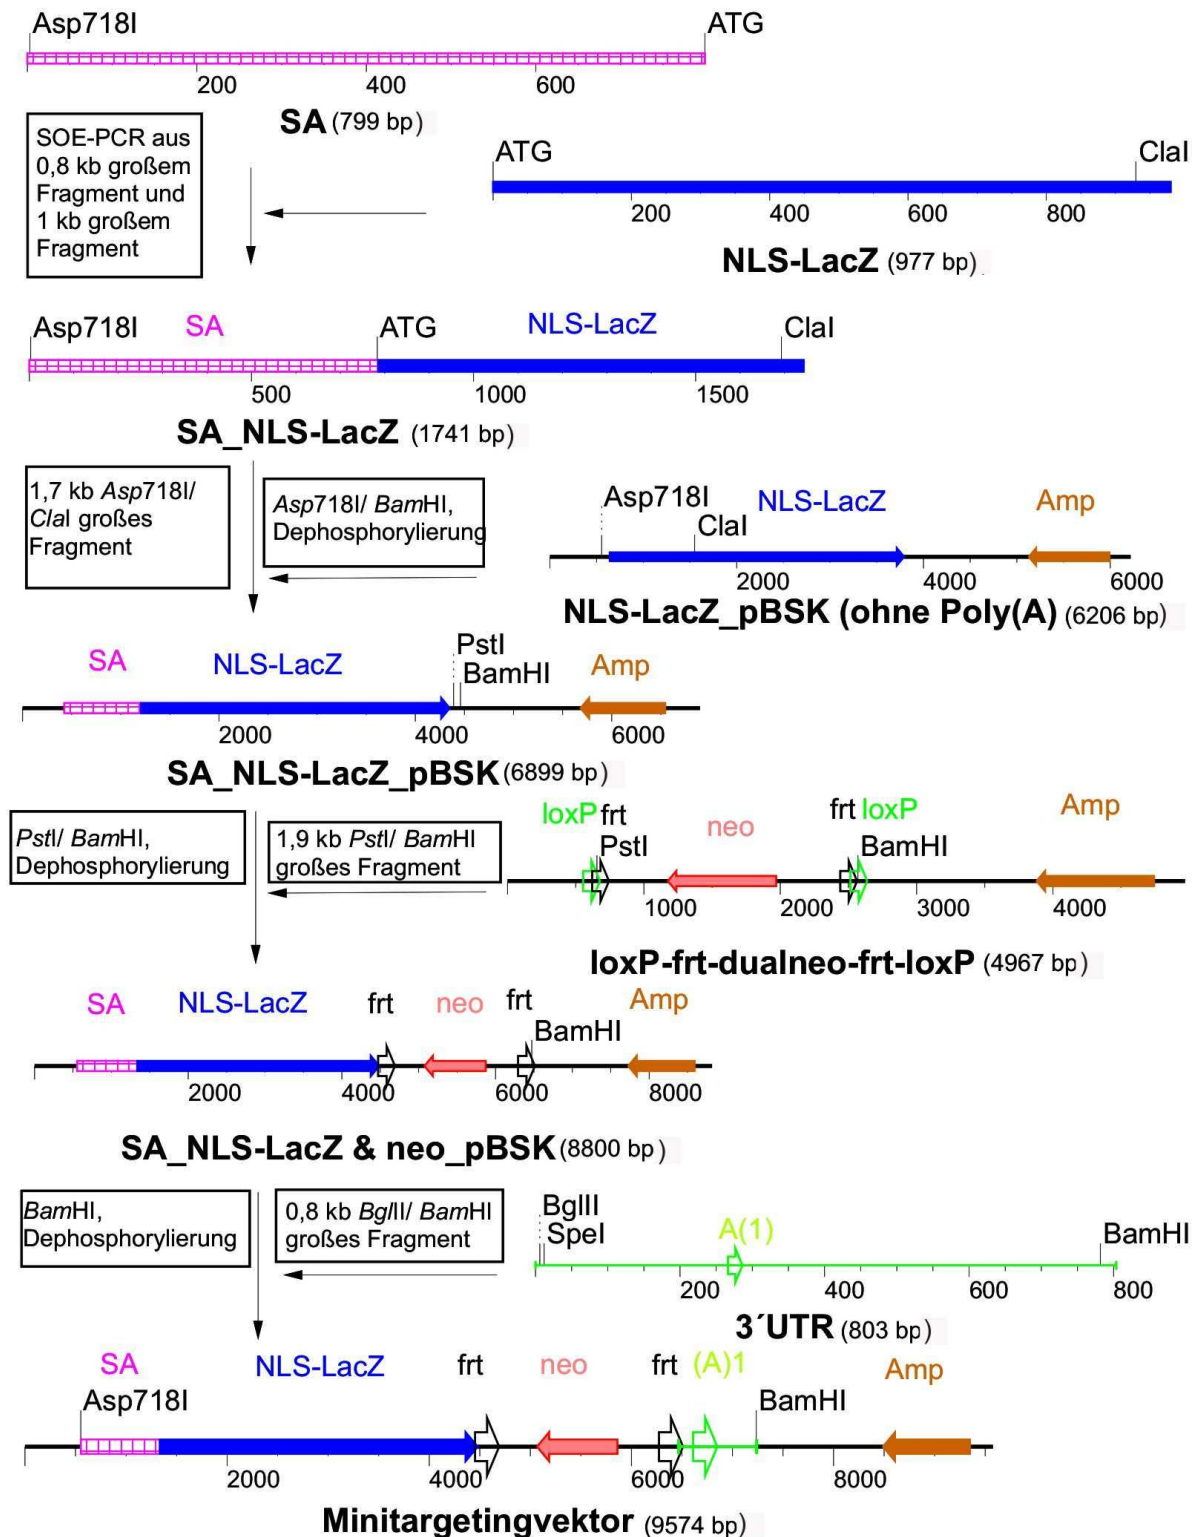 Asp718I ATG
200 400 600
SA (799 bp)
SOE-PCR aus
0,8 kb großem
Fragment und
1 kb großem
Fragment
ATG ClaI
200 400 600 800
NLS-LacZ (977 bp)
Asp718I SA ATG NLS-LacZ ClaI
500 1000 1500
SA_NLS-LacZ (1741 bp)
1,7 kb Asp718I/
ClaI großes
Fragment
Asp718I/ BamHI,
Dephosphorylierung
Asp718I NLS-LacZ Amp
ClaI
2000 4000 6000
NLS-LacZ_pBSK (ohne Poly(A) (6206 bp)
SA NLS-LacZ PstI Amp
BamHI
2000 4000 6000
SA_NLS-LacZ_pBSK (6899 bp)
PstI/ BamHI,
Dephosphorylierung
1,9 kb PstI/ BamHI
großes Fragment
loxP frt neo frt loxP Amp
PstI BamHI
1000 2000 3000 4000
loxP-frt-dualneo-frt-loxP (4967 bp)
SA NLS-LacZ frt neo frt Amp
BamHI
2000 4000 6000 8000
SA_NLS-LacZ & neo_pBSK (8800 bp)
BamHI,
Dephosphorylierung
0,8 kb BglII/ BamHI
großes Fragment
BglII A(1)
SpeI BamHI
200 400 600 800
3´UTR (803 bp)
SA NLS-LacZ frt neo frt (A)1 Amp
Asp718I BamHI
2000 4000 6000 8000
Minitargetingvektor (9574 bp)